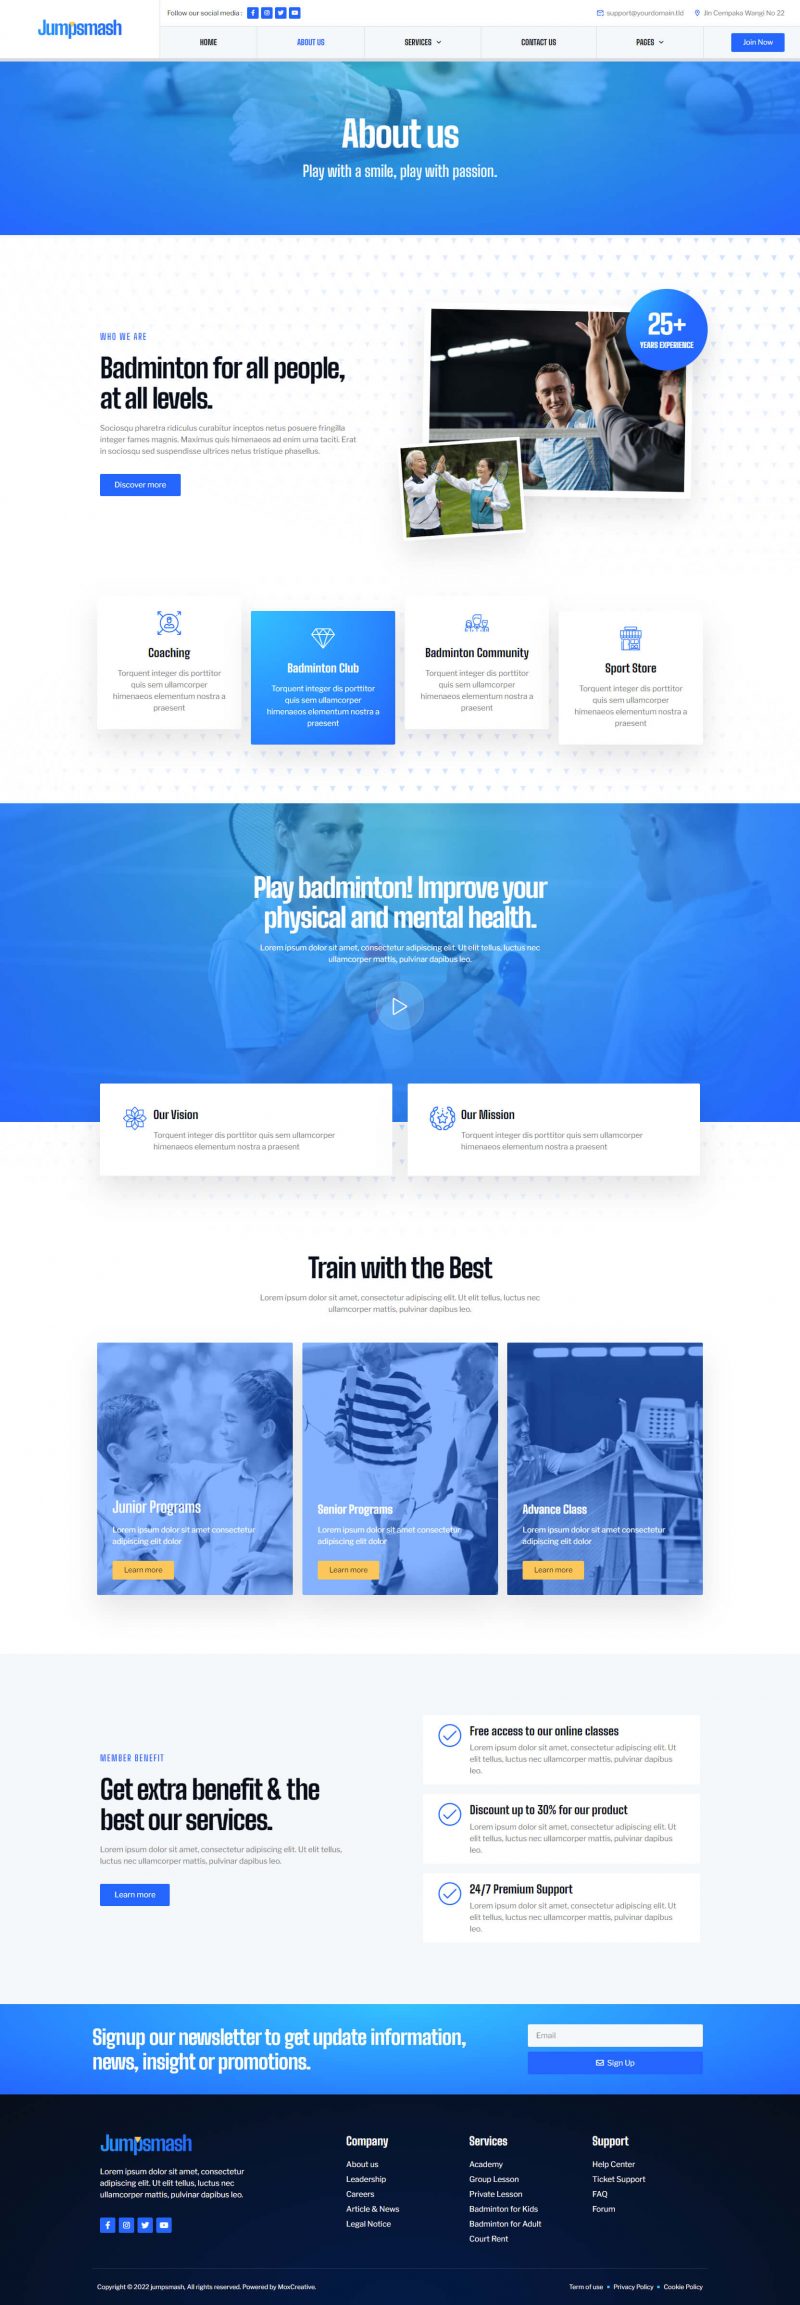 Jumpsmash
Follow our social media :
support@yourdomain.tld
Jln Cempaka Wangi No 22
HOME
ABOUT US
SERVICES
CONTACT US
PAGES
Join Now
About us
Play with a smile, play with passion.
WHO WE ARE
Badminton for all people,
at all levels.
Sociosqu pharetra ridiculus curabitur inceptos netus posuere fringilla
integer fames magnis. Maximus quis himenaeos ad enim urna taciti. Erat
in sociosqu sed suspendisse ultrices netus tristique phasellus.
Discover more
25+
YEARS EXPERIENCE
Coaching
Torquent integer dis porttitor
quis sem ullamcorper
himenaeos elementum nostra a
praesent
Badminton Club
Torquent integer dis porttitor
quis sem ullamcorper
himenaeos elementum nostra a
praesent
Badminton Community
Torquent integer dis porttitor
quis sem ullamcorper
himenaeos elementum nostra a
praesent
Sport Store
Torquent integer dis porttitor
quis sem ullamcorper
himenaeos elementum nostra a
praesent
Play badminton! Improve your
physical and mental health.
Lorem ipsum dolor sit amet, consectetur adipiscing elit. Ut elit tellus, luctus nec
ullamcorper mattis, pulvinar dapibus leo.
Our Vision
Torquent integer dis porttitor quis sem ullamcorper
himenaeos elementum nostra a praesent
Our Mission
Torquent integer dis porttitor quis sem ullamcorper
himenaeos elementum nostra a praesent
Train with the Best
Lorem ipsum dolor sit amet, consectetur adipiscing elit. Ut elit tellus, luctus nec
ullamcorper mattis, pulvinar dapibus leo.
Junior Programs
Lorem ipsum dolor sit amet consectetur
adipiscing elit dolor
Learn more
Senior Programs
Lorem ipsum dolor sit amet consectetur
adipiscing elit dolor
Learn more
Advance Class
Lorem ipsum dolor sit amet consectetur
adipiscing elit dolor
Learn more
MEMBER BENEFIT
Get extra benefit & the
best our services.
Lorem ipsum dolor sit amet, consectetur adipiscing elit. Ut elit tellus,
luctus nec ullamcorper mattis, pulvinar dapibus leo.
Learn more
Free access to our online classes
Lorem ipsum dolor sit amet, consectetur adipiscing elit. Ut
elit tellus, luctus nec ullamcorper mattis, pulvinar dapibus
leo.
Discount up to 30% for our product
Lorem ipsum dolor sit amet, consectetur adipiscing elit. Ut
elit tellus, luctus nec ullamcorper mattis, pulvinar dapibus
leo.
24/7 Premium Support
Lorem ipsum dolor sit amet, consectetur adipiscing elit. Ut
elit tellus, luctus nec ullamcorper mattis, pulvinar dapibus
leo.
Signup our newsletter to get update information,
news, insight or promotions.
Email
Sign Up
Jumpsmash
Lorem ipsum dolor sit amet, consectetur
adipiscing elit. Ut elit tellus, luctus nec
ullamcorper mattis, pulvinar dapibus leo.
Company
About us
Leadership
Careers
Article & News
Legal Notice
Services
Academy
Group Lesson
Private Lesson
Badminton for Kids
Badminton for Adult
Court Rent
Support
Help Center
Ticket Support
FAQ
Forum
Copyright © 2022 jumpsmash, All rights reserved. Powered by MoxCreative.
Term of use
Privacy Policy
Cookie Policy